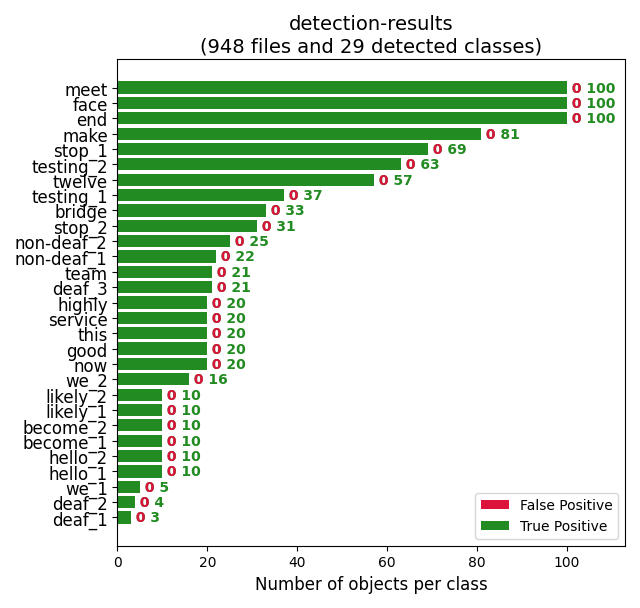 detection-results
(948 files and 29 detected classes)
meet 0 100
face 0 100
end 0 100
make 0 81
stop_1 0 69
testing_2 0 63
twelve 0 57
testing_1 0 37
bridge 0 33
stop_2 0 31
non-deaf_2 0 25
non-deaf_1 0 22
team 0 21
deaf_3 0 21
highly 0 20
service 0 20
this 0 20
good 0 20
now 0 20
we_2 0 16
likely_2 0 10
likely_1 0 10
become_2 0 10
become_1 0 10
hello_2 0 10
hello_1 0 10
we_1 0 5
deaf_2 0 4
deaf_1 0 3
False Positive
True Positive
0 20 40 60 80 100
Number of objects per class